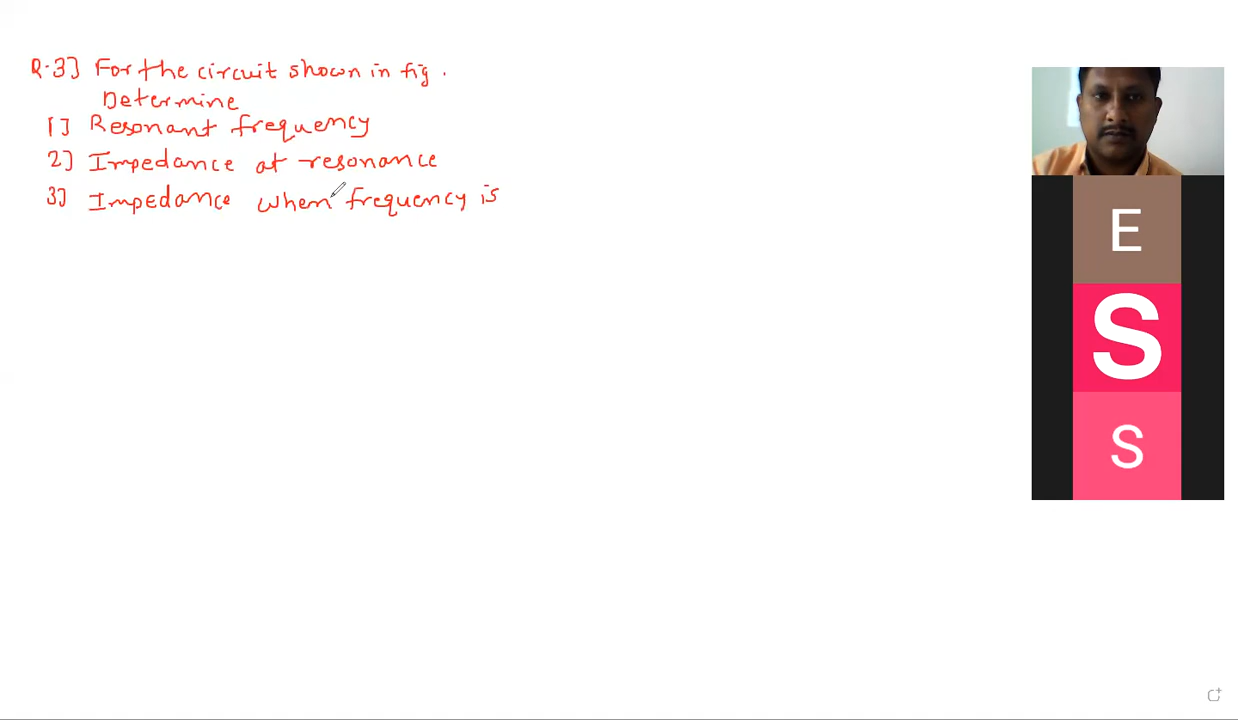 Q.3] For the circuit shown in fig.
Determine
1] Resonant frequency
2] Impedance at resonance
3] Impedance when frequency is
E
S
S